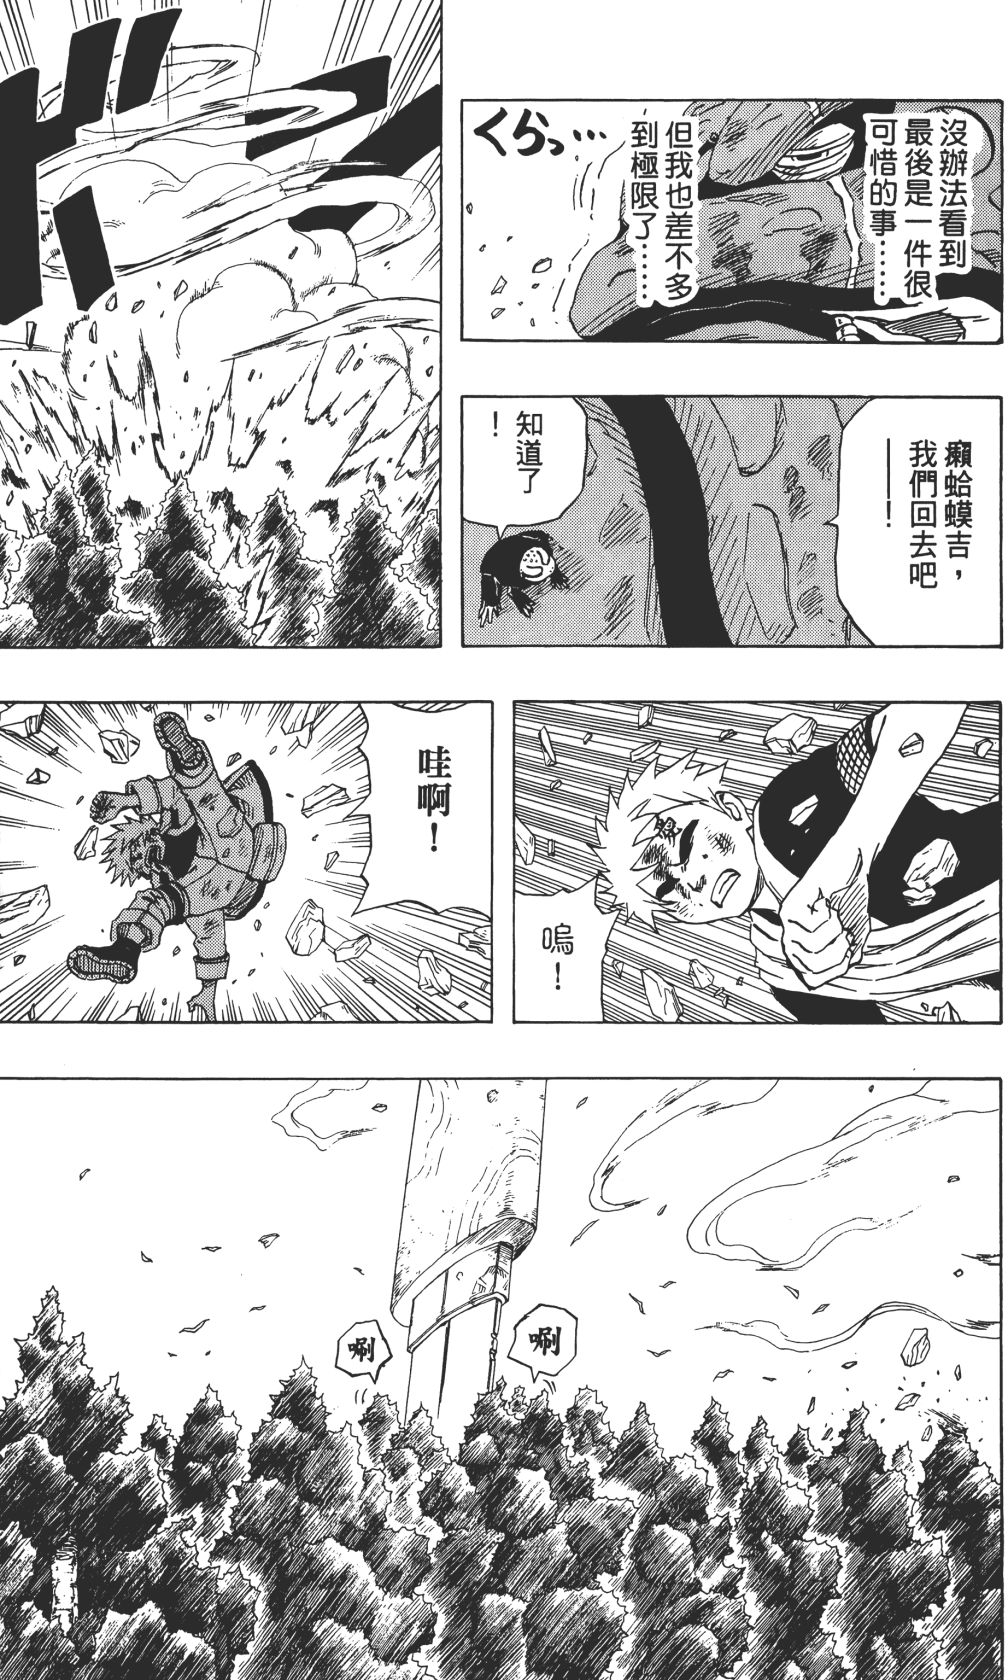 沒辦法看到
最後是一件很
可惜的事……
但我也差不多
到極限了……
くらっ…
癩蛤蟆吉，
我們回去吧
——！
知道了
！
ド
嗚！
哇啊！
唰
唰